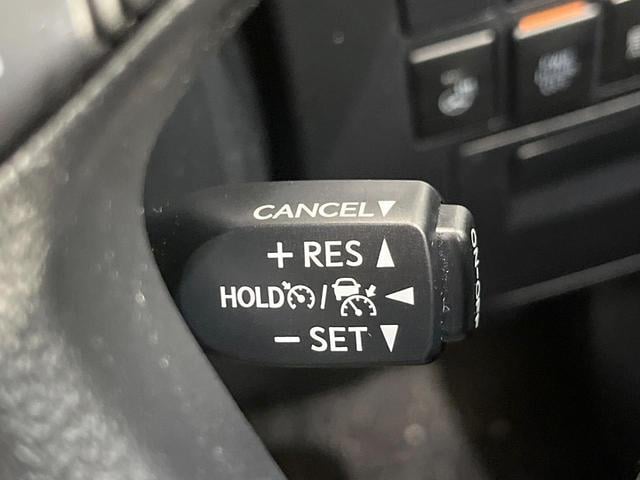 CANCEL▼
+ RES ▲
HOLD / ◀
− SET ▼
ON-OFF